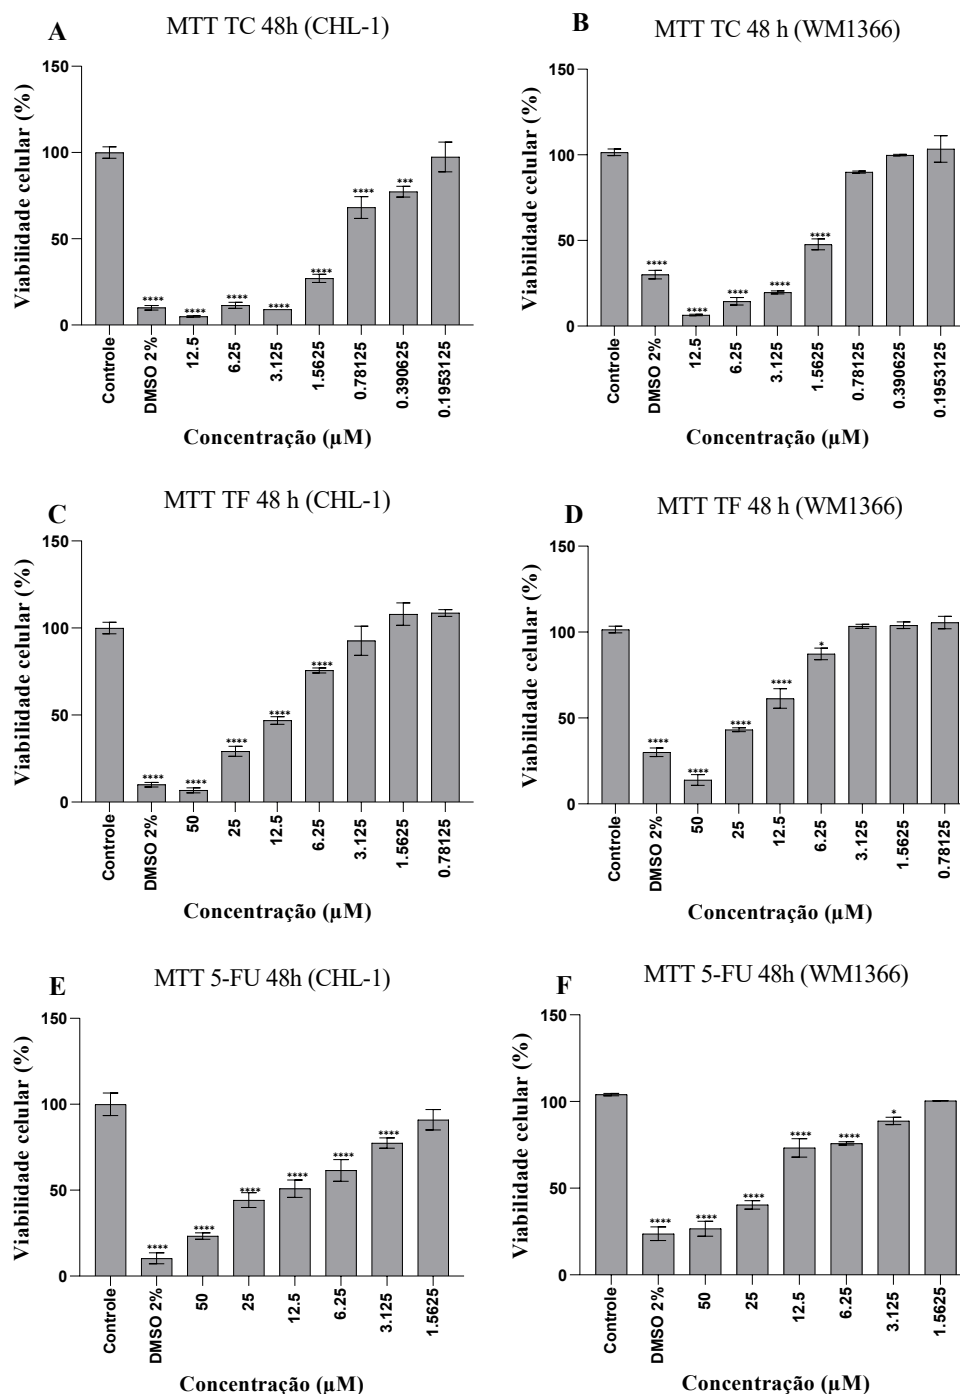 A
MTT TC 48h (CHL-1)
Viabilidade celular (%)
150
100
50
0
**** **** **** **** **** **** ***
Controle
DMSO 2%
12.5
6.25
3.125
1.5625
0.78125
0.390625
0.1953125
Concentração (µM)
B
MTT TC 48 h (WM1366)
Viabilidade celular (%)
150
100
50
0
**** **** **** **** ****
Controle
DMSO 2%
12.5
6.25
3.125
1.5625
0.78125
0.390625
0.1953125
Concentração (µM)
C
MTT TF 48 h (CHL-1)
Viabilidade celular (%)
150
100
50
0
**** **** **** **** ****
Controle
DMSO 2%
50
25
12.5
6.25
3.125
1.5625
0.78125
Concentração (µM)
D
MTT TF 48 h (WM1366)
Viabilidade celular (%)
150
100
50
0
**** **** **** **** *
Controle
DMSO 2%
50
25
12.5
6.25
3.125
1.5625
0.78125
Concentração (µM)
E
MTT 5-FU 48h (CHL-1)
Viabilidade celular (%)
150
100
50
0
**** **** **** **** **** ****
Controle
DMSO 2%
50
25
12.5
6.25
3.125
1.5625
Concentração (µM)
F
MTT 5-FU 48h (WM1366)
Viabilidade celular (%)
150
100
50
0
**** **** **** **** **** *
Controle
DMSO 2%
50
25
12.5
6.25
3.125
1.5625
Concentração (µM)